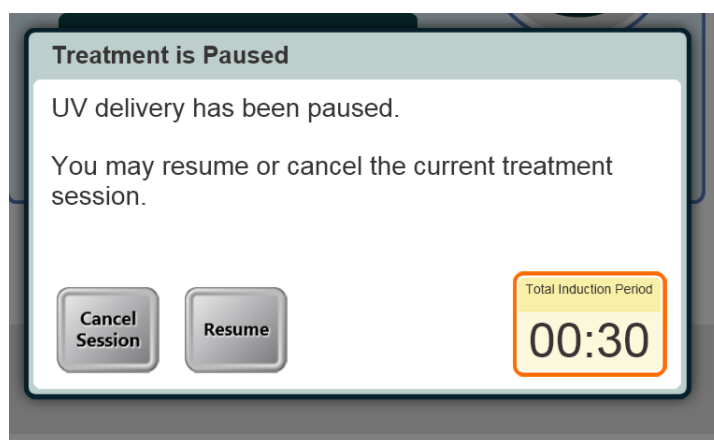 Treatment is Paused
UV delivery has been paused.
You may resume or cancel the current treatment
session.
Cancel
Session
Resume
Total Induction Period
00:30